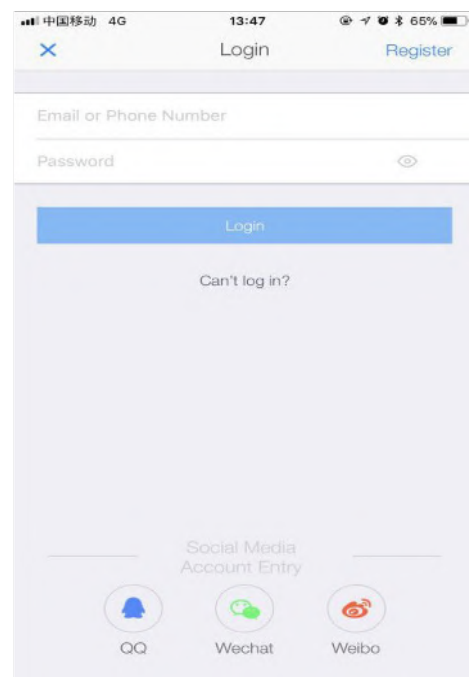 中国移动 4G 13:47 65%
Login Register
Email or Phone Number
Password
Login
Can't log in?
Social Media
Account Entry
QQ Wechat Weibo